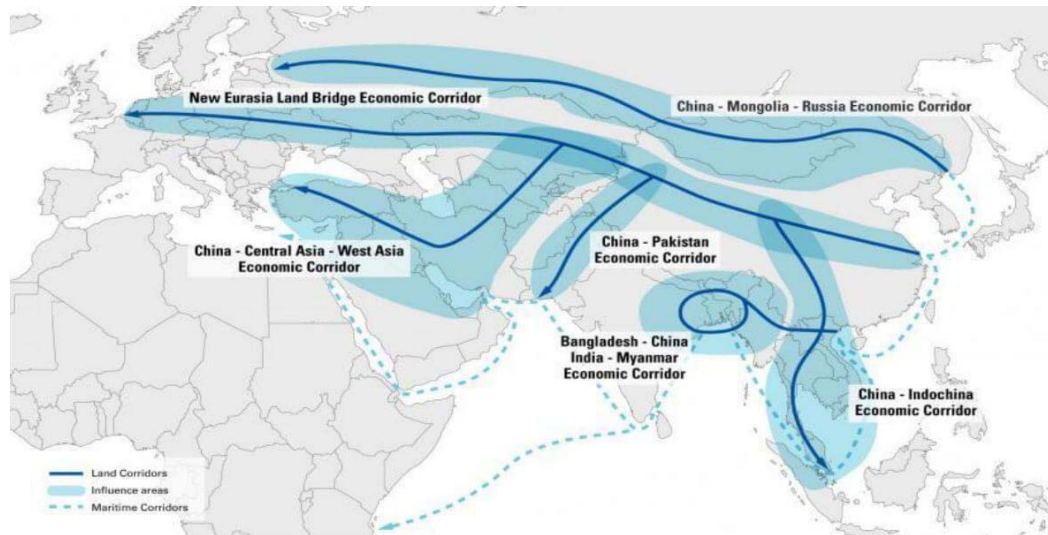 New Eurasia Land Bridge Economic Corridor
China - Mongolia - Russia Economic Corridor
China - Central Asia - West Asia
Economic Corridor
China - Pakistan
Economic Corridor
Bangladesh - China
India - Myanmar
Economic Corridor
China - Indochina
Economic Corridor
Land Corridors
Influence areas
Maritime Corridors